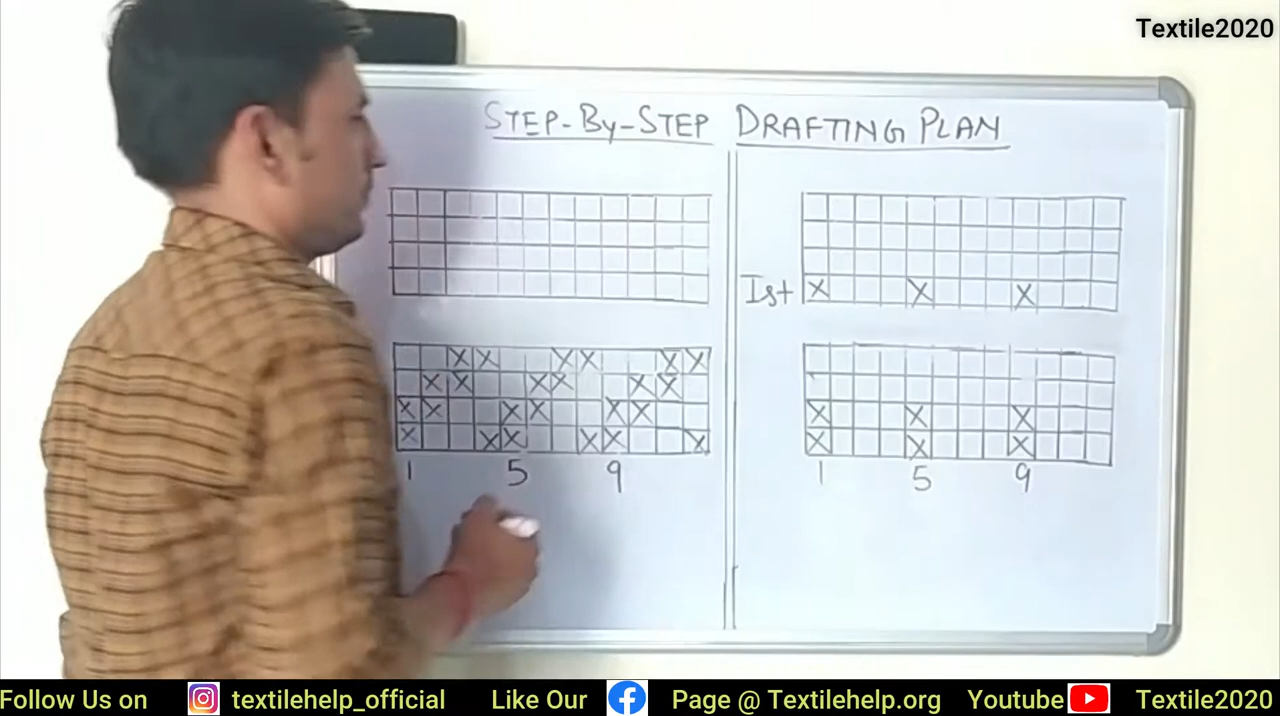 Textile2020
STEP-By-STEP DRAFTING PLAN
Ist X X X
X X X X X X
X X X X X X
X X X X X X
X X X X X X
1 5 9
X X X
X X X
1 5 9
Follow Us on textilehelp_official Like Our Page @ Textilehelp.org Youtube Textile2020